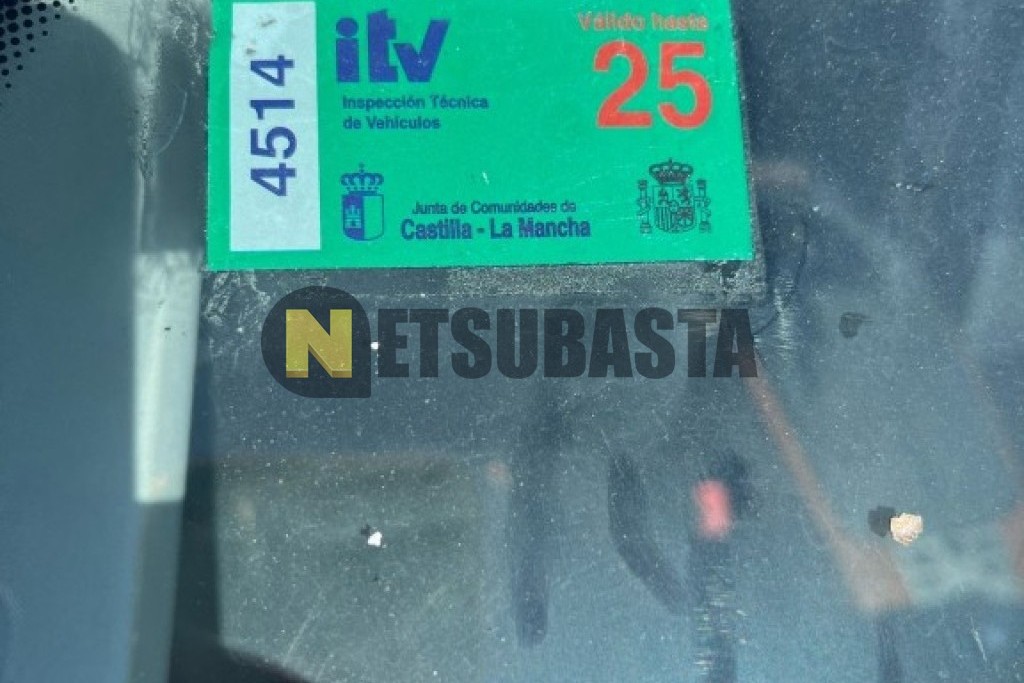 4514
itv
Inspección Técnica
de Vehículos
Válido hasta
25
Junta de Comunidades de
Castilla - La Mancha
NETSUBASTA